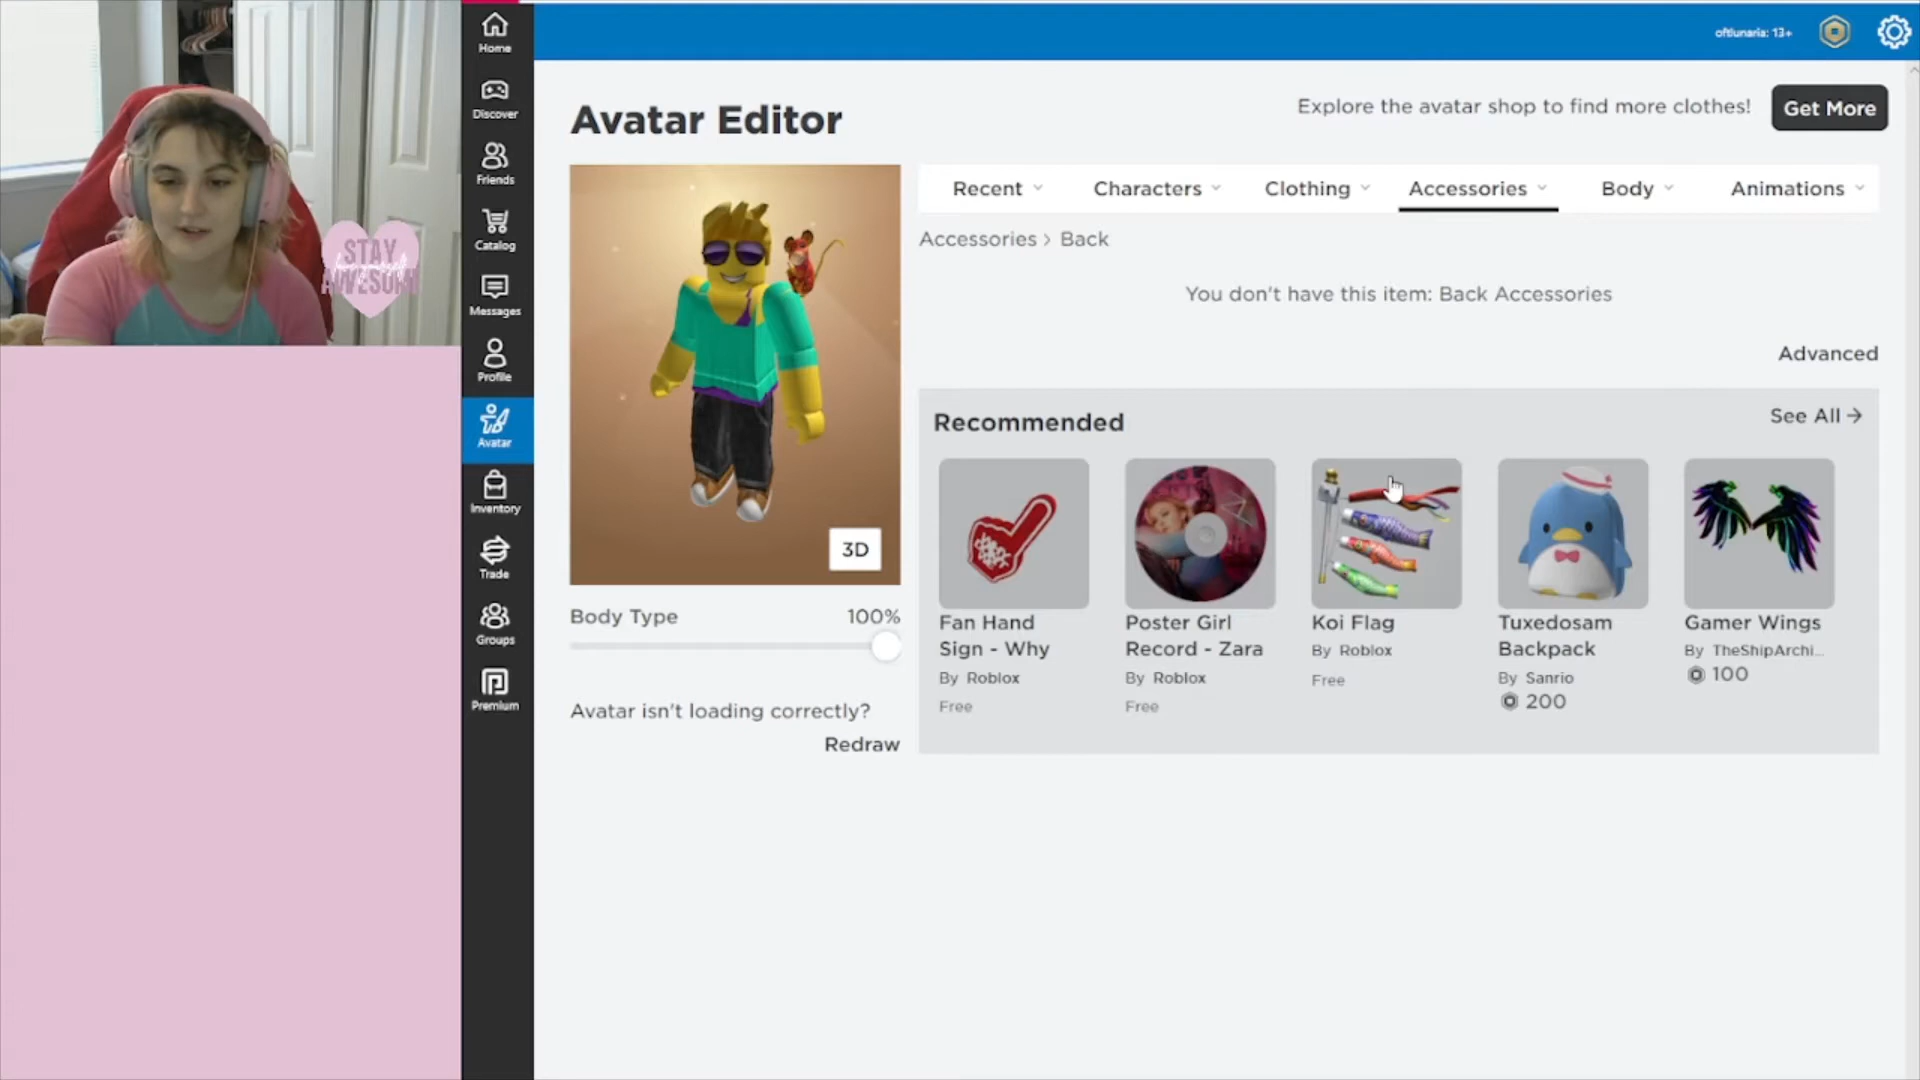 Home
Discover
Friends
Catalog
Messages
Profile
Avatar
Inventory
Trade
Groups
Premium
STAY
AWESOME
oftlunaria: 13+
Avatar Editor
Explore the avatar shop to find more clothes!
Get More
Recent
Characters
Clothing
Accessories
Body
Animations
Accessories > Back
You don't have this item: Back Accessories
Advanced
3D
Body Type
100%
Avatar isn't loading correctly?
Redraw
Recommended
See All →
Fan Hand
Sign - Why
By Roblox
Free
Poster Girl
Record - Zara
By Roblox
Free
Koi Flag
By Roblox
Free
Tuxedosam
Backpack
By Sanrio
200
Gamer Wings
By TheShipArchi...
100